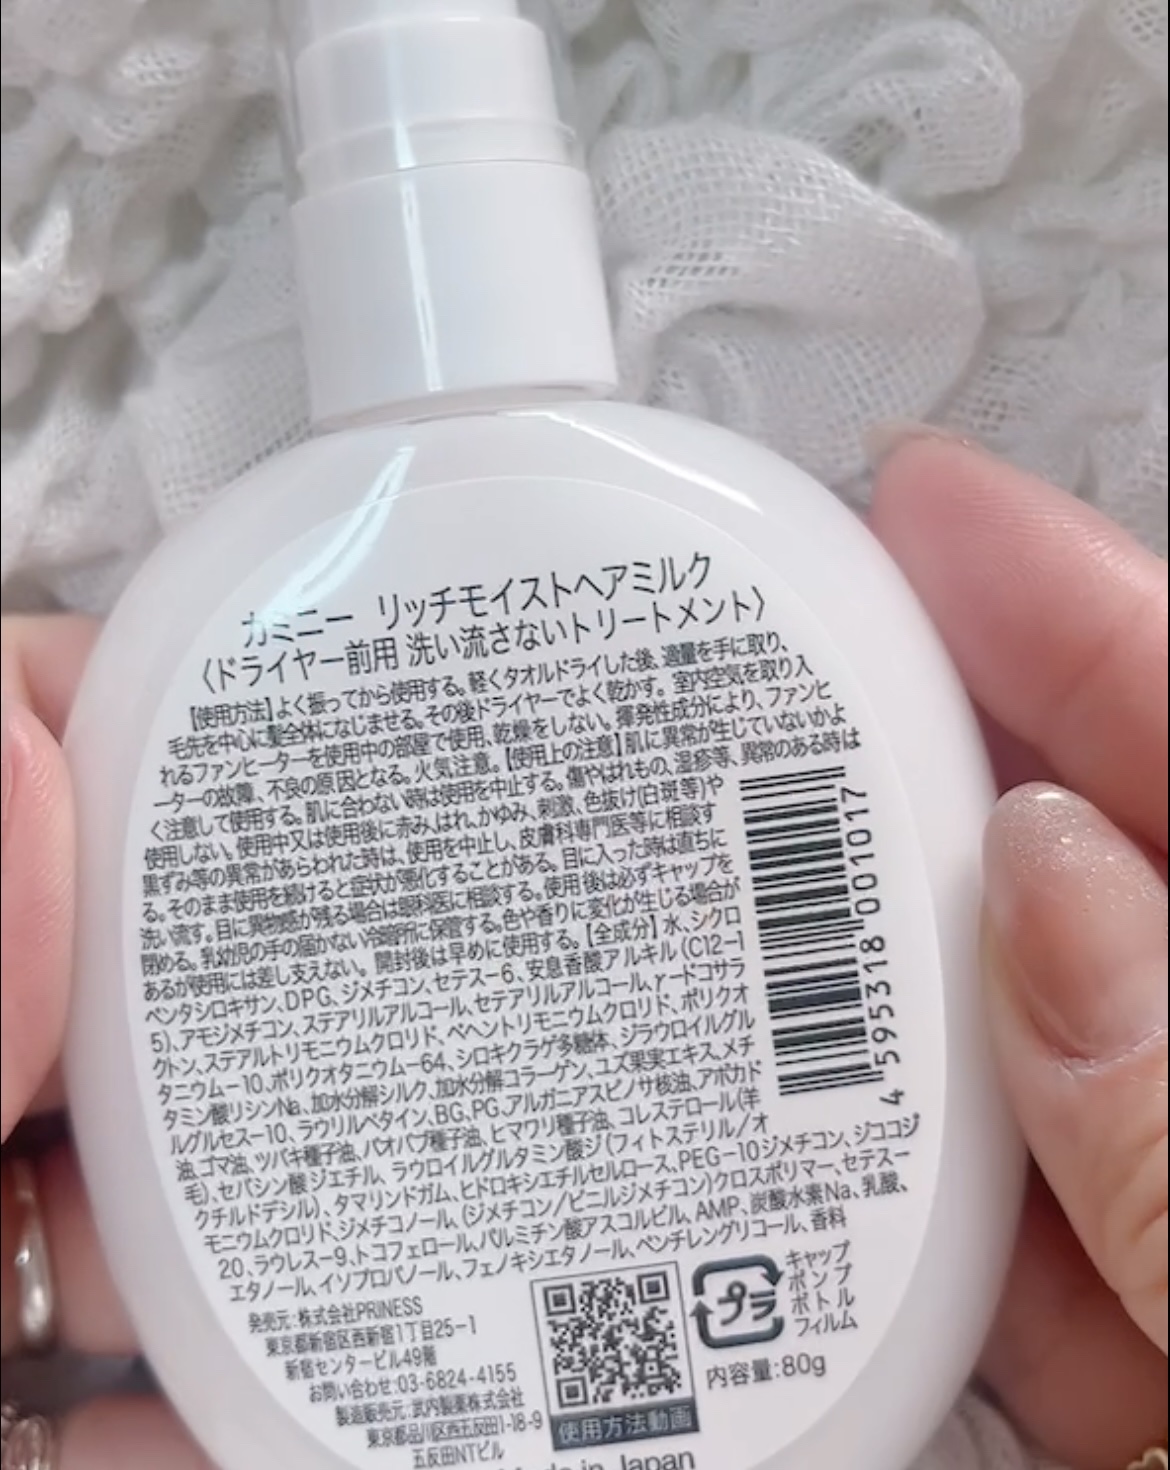 カミニー リッチモイストヘアミルク
〈ドライヤー前用 洗い流さないトリートメント〉
【使用方法】よく振ってから使用する。軽くタオルドライした後、適量を手に取り、
毛先を中心に髪全体になじませる。その後ドライヤーでよく乾かす。室内空気を取り入
れるファンヒーターを使用中の部屋で使用、乾燥をしない。揮発性成分により、ファンヒ
ーターの故障、不良の原因となる。火気注意。【使用上の注意】肌に異常が生じていないかよ
く注意して使用する。肌に合わない時は使用を中止する。傷やはれもの、湿疹等、異常のある時は
使用しない。使用中又は使用後に赤み、はれ、かゆみ、刺激、色抜け(白斑等)や
黒ずみ等の異常があらわれた時は、使用を中止し、皮膚科専門医等に相談す
る。そのまま使用を続けると症状が悪化することがある。目に入った時は直ちに
洗い流す。目に異物感が残る場合は眼科医に相談する。使用後は必ずキャップを
閉める。乳幼児の手の届かない冷暗所に保管する。色や香りに変化が生じる場合が
あるが使用には差し支えない。開封後は早めに使用する。【全成分】水、シクロ
ペンタシロキサン、DPG、ジメチコン、セテス-6、安息香酸アルキル(C12-1
5)、アモジメチコン、ステアリルアルコール、セテアリルアルコール、γ-ドコサラ
クトン、ステアルトリモニウムクロリド、ベヘントリモニウムクロリド、ポリクオ
タニウム-10、ポリクオタニウム-64、シロキクラゲ多糖体、ジラウロイルグル
タミン酸リシンNa、加水分解シルク、加水分解コラーゲン、ユズ果実エキス、メチ
ルグルセス-10、ラウリルベタイン、BG、PG、アルガニアスピノサ核油、アボカド
油、ゴマ油、ツバキ種子油、バオバブ種子油、ヒマワリ種子油、コレステロール(羊
毛)、セバシン酸ジエチル、ラウロイルグルタミン酸ジ(フィトステリル/オ
クチルドデシル)、タマリンドガム、ヒドロキシエチルセルロース、PEG-10ジメチコン、ジココジ
モニウムクロリド、ジメチコノール、(ジメチコン/ビニルジメチコン)クロスポリマー、セテス-
20、ラウレス-9、トコフェロール、パルミチン酸アスコルビル、AMP、炭酸水素Na、乳酸、
エタノール、イソプロパノール、フェノキシエタノール、ペンチレングリコール、香料
4 595318 001017
発売元:株式会社PRINESS
東京都新宿区西新宿1丁目25-1
新宿センタービル49階
お問い合わせ:03-6824-4155
製造販売元:武内製薬株式会社
東京都品川区西五反田1-18-9
五反田NTビル
使用方法動画
プラ
キャップ
ポンプ
ボトル
フィルム
内容量:80g
Made in Japan